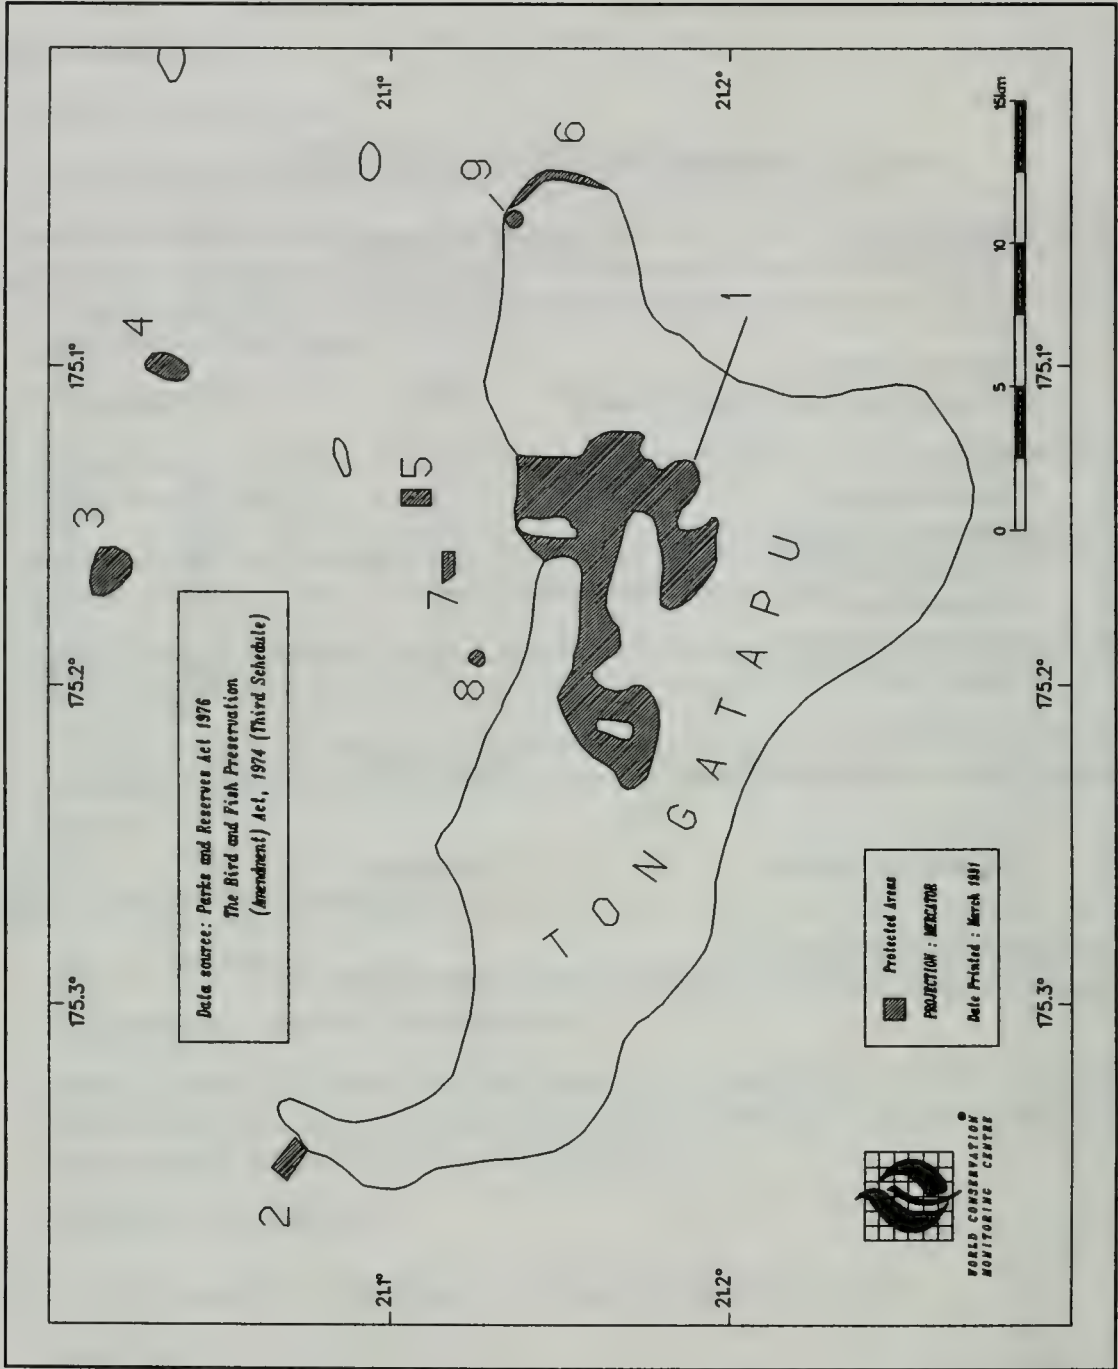 175.3°
175.2°
175.1°
3
4
Data source: Parks and Reserves Act 1976
The Bird and Fish Preservation
(Amendment) Act, 1974 (Third Schedule)
2
21.1°
21.1°
5
7
8
9
6
1
TONGATAPU
21.2°
21.2°
Protected Areas
PROJECTION : MERCATOR
Date Printed : March 1991
WORLD CONSERVATION
MONITORING CENTRE
0 5 10 15km
175.3°
175.2°
175.1°